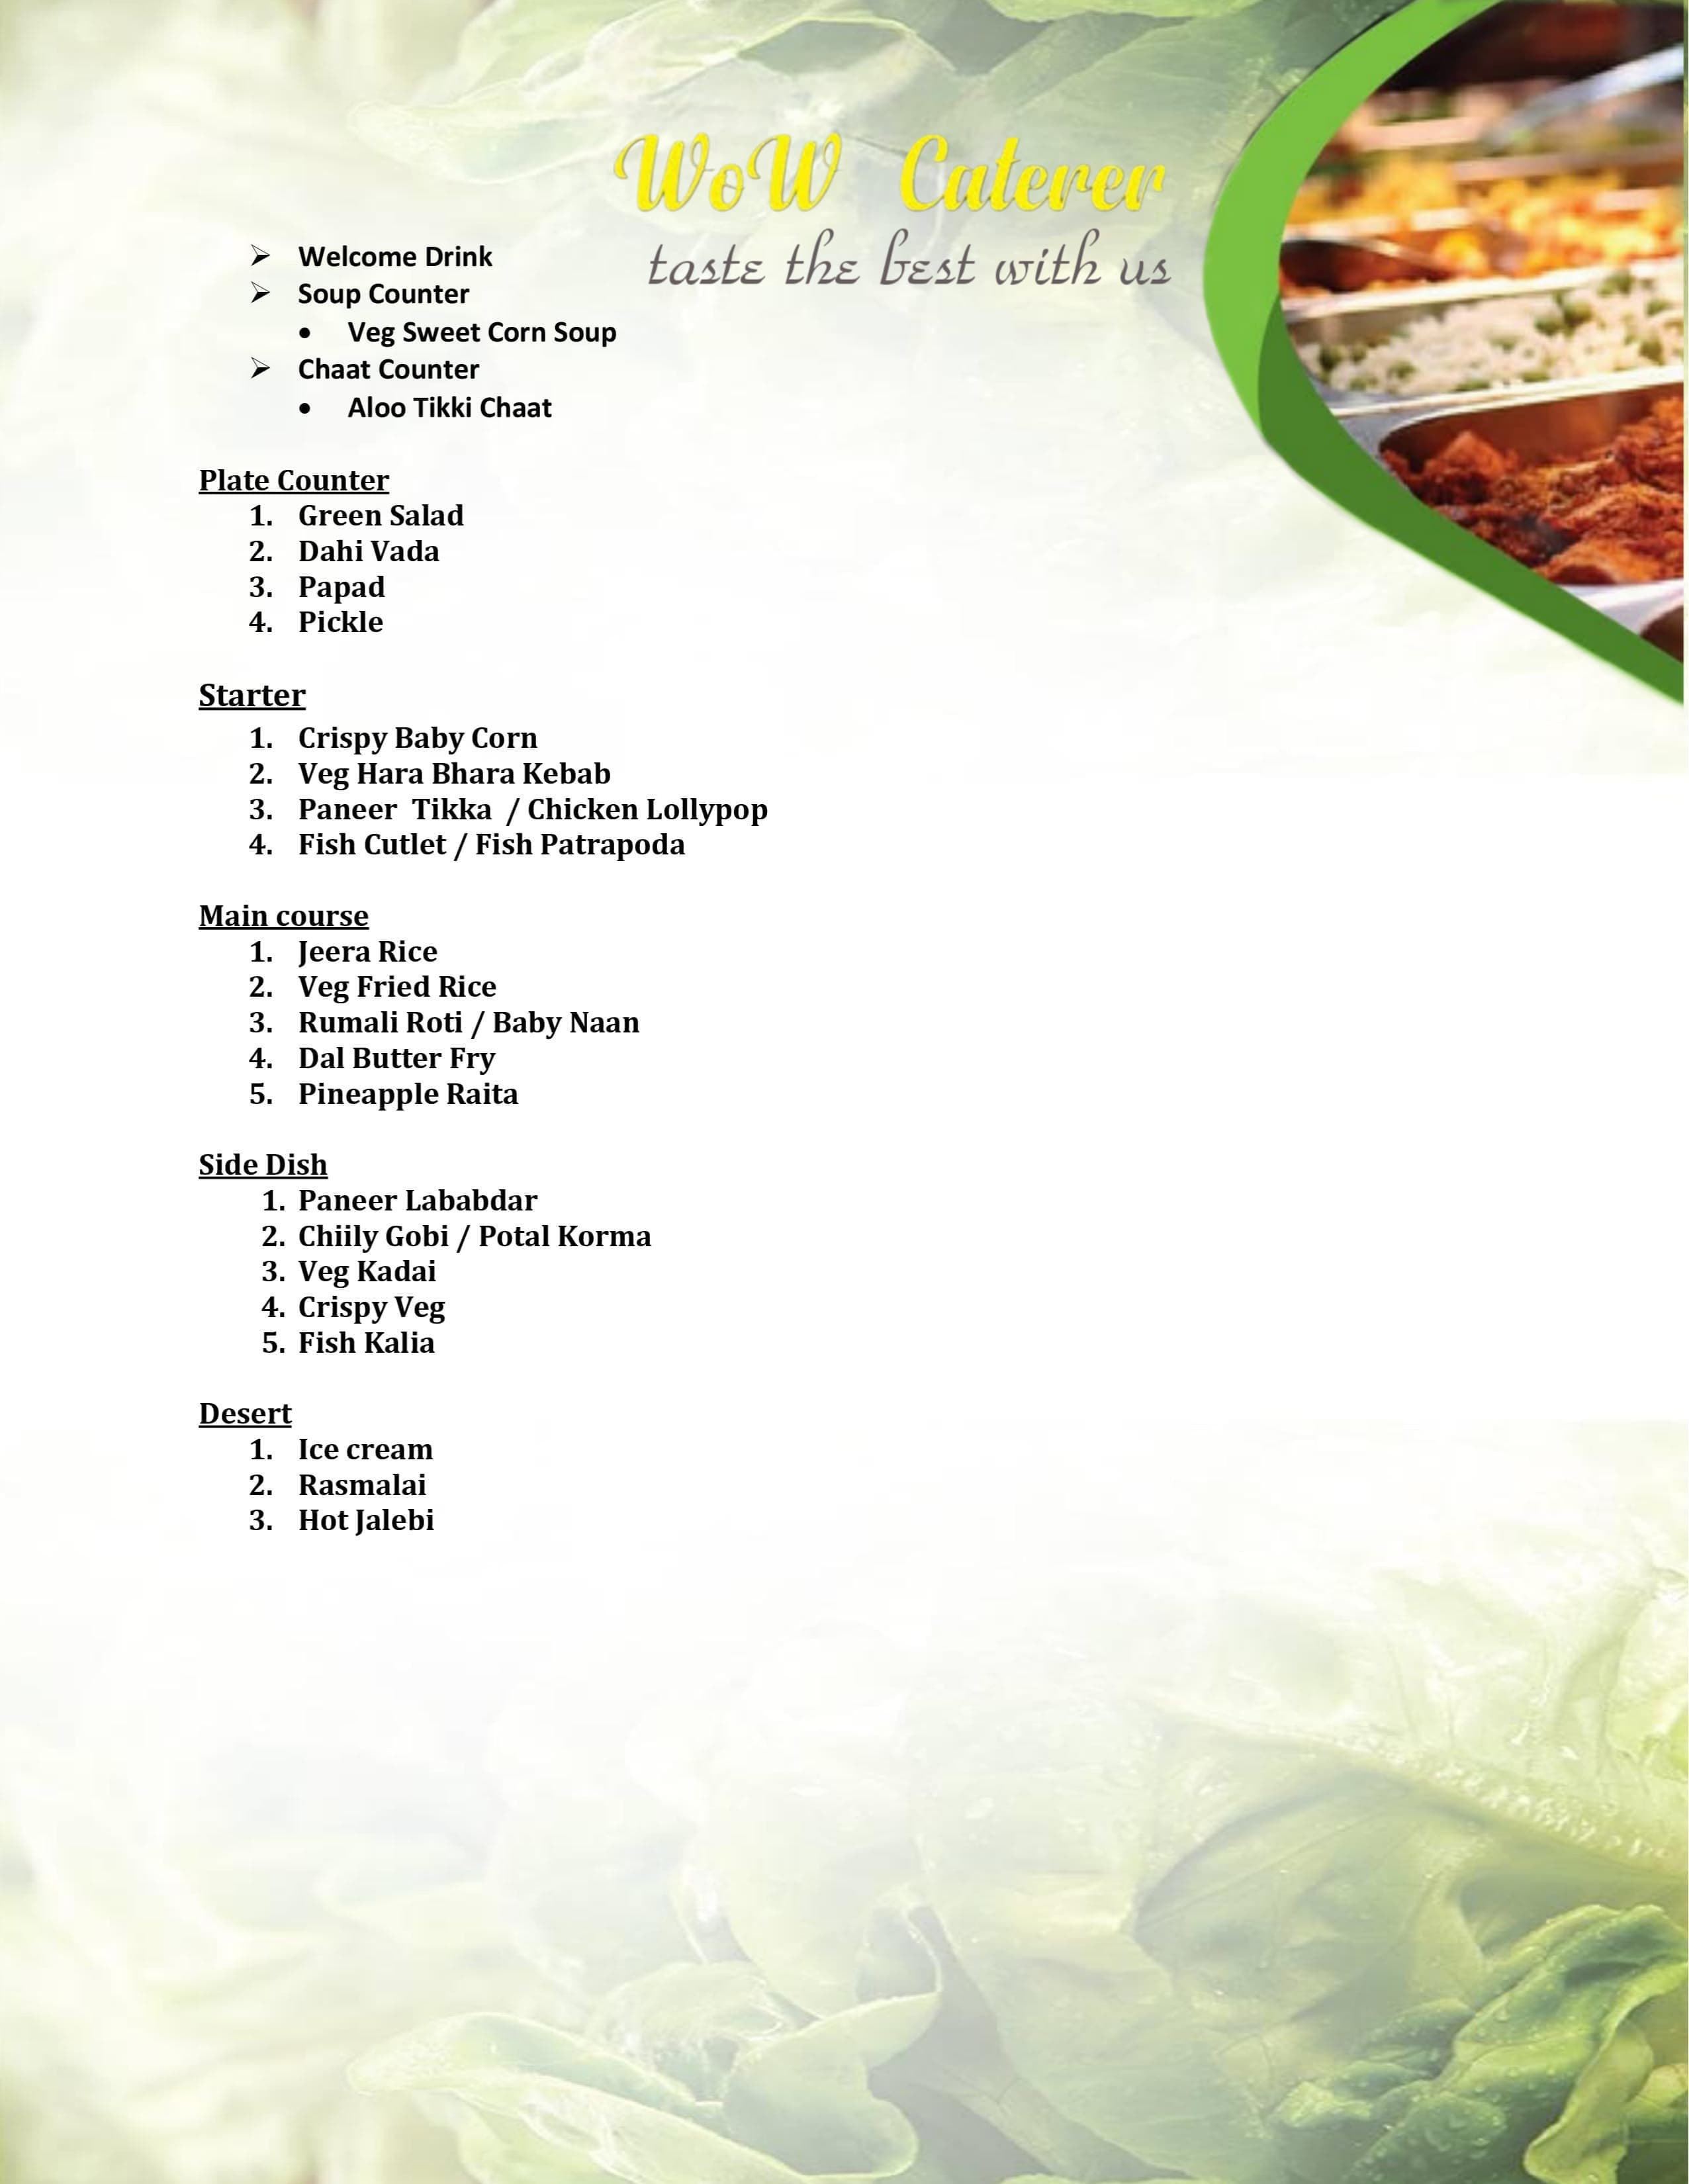 WoW Caterer
taste the best with us
➢ Welcome Drink
➢ Soup Counter
• Veg Sweet Corn Soup
➢ Chaat Counter
• Aloo Tikki Chaat
Plate Counter
1. Green Salad
2. Dahi Vada
3. Papad
4. Pickle
Starter
1. Crispy Baby Corn
2. Veg Hara Bhara Kebab
3. Paneer Tikka / Chicken Lollypop
4. Fish Cutlet / Fish Patrapoda
Main course
1. Jeera Rice
2. Veg Fried Rice
3. Rumali Roti / Baby Naan
4. Dal Butter Fry
5. Pineapple Raita
Side Dish
1. Paneer Lababdar
2. Chiily Gobi / Potal Korma
3. Veg Kadai
4. Crispy Veg
5. Fish Kalia
Desert
1. Ice cream
2. Rasmalai
3. Hot Jalebi